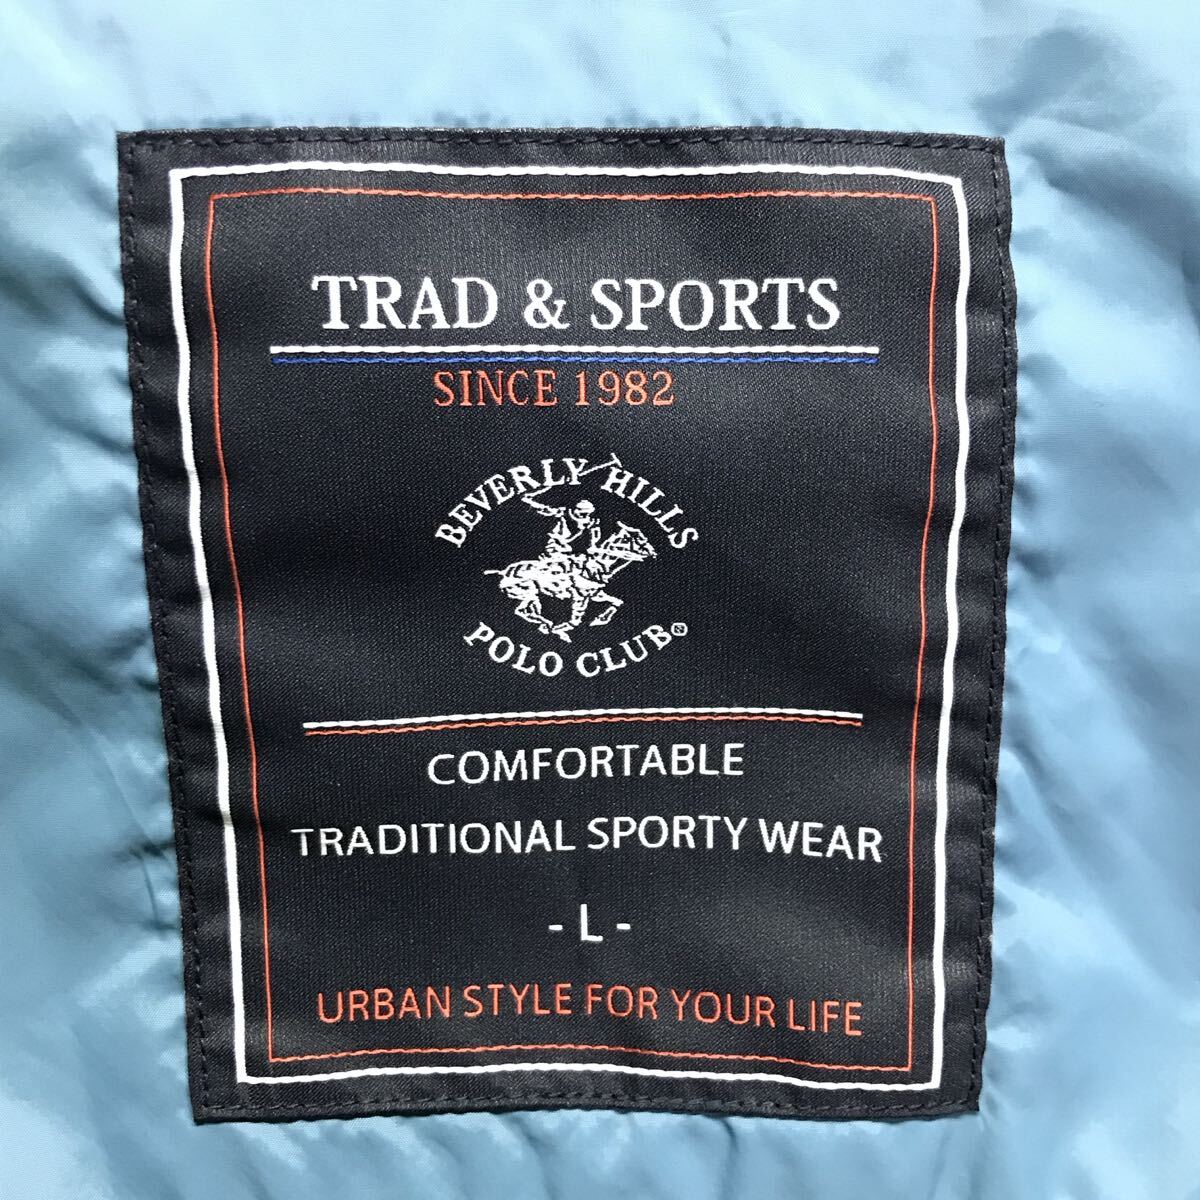 TRAD & SPORTS
SINCE 1982
BEVERLY HILLS
POLO CLUB®
COMFORTABLE
TRADITIONAL SPORTY WEAR
- L -
URBAN STYLE FOR YOUR LIFE